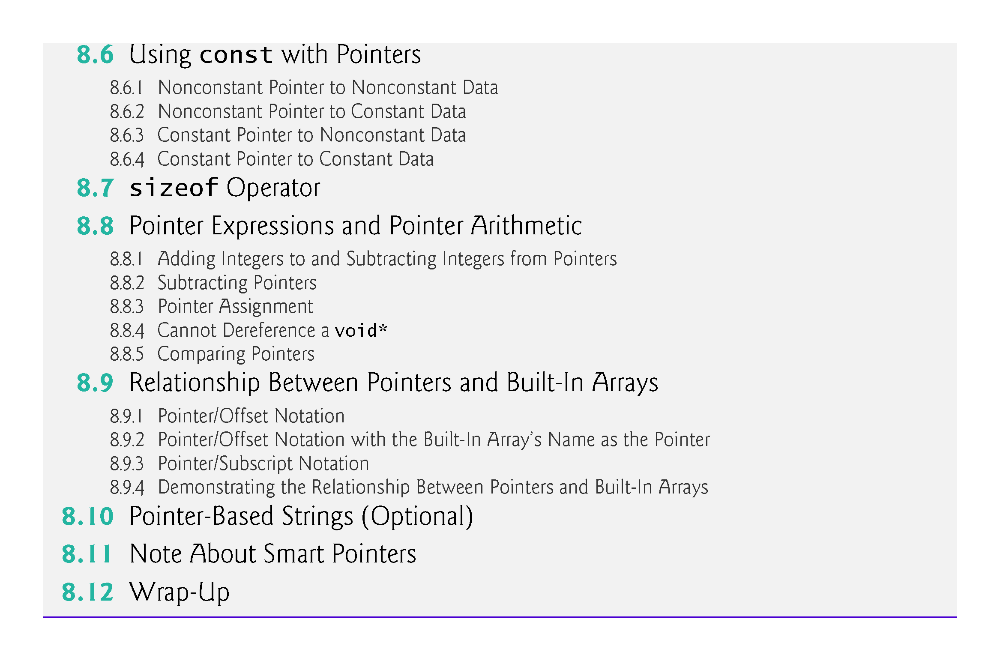 8.6 Using const with Pointers
8.6.1 Nonconstant Pointer to Nonconstant Data
8.6.2 Nonconstant Pointer to Constant Data
8.6.3 Constant Pointer to Nonconstant Data
8.6.4 Constant Pointer to Constant Data
8.7 sizeof Operator
8.8 Pointer Expressions and Pointer Arithmetic
8.8.1 Adding Integers to and Subtracting Integers from Pointers
8.8.2 Subtracting Pointers
8.8.3 Pointer Assignment
8.8.4 Cannot Dereference a void*
8.8.5 Comparing Pointers
8.9 Relationship Between Pointers and Built-In Arrays
8.9.1 Pointer/Offset Notation
8.9.2 Pointer/Offset Notation with the Built-In Array’s Name as the Pointer
8.9.3 Pointer/Subscript Notation
8.9.4 Demonstrating the Relationship Between Pointers and Built-In Arrays
8.10 Pointer-Based Strings (Optional)
8.11 Note About Smart Pointers
8.12 Wrap-Up